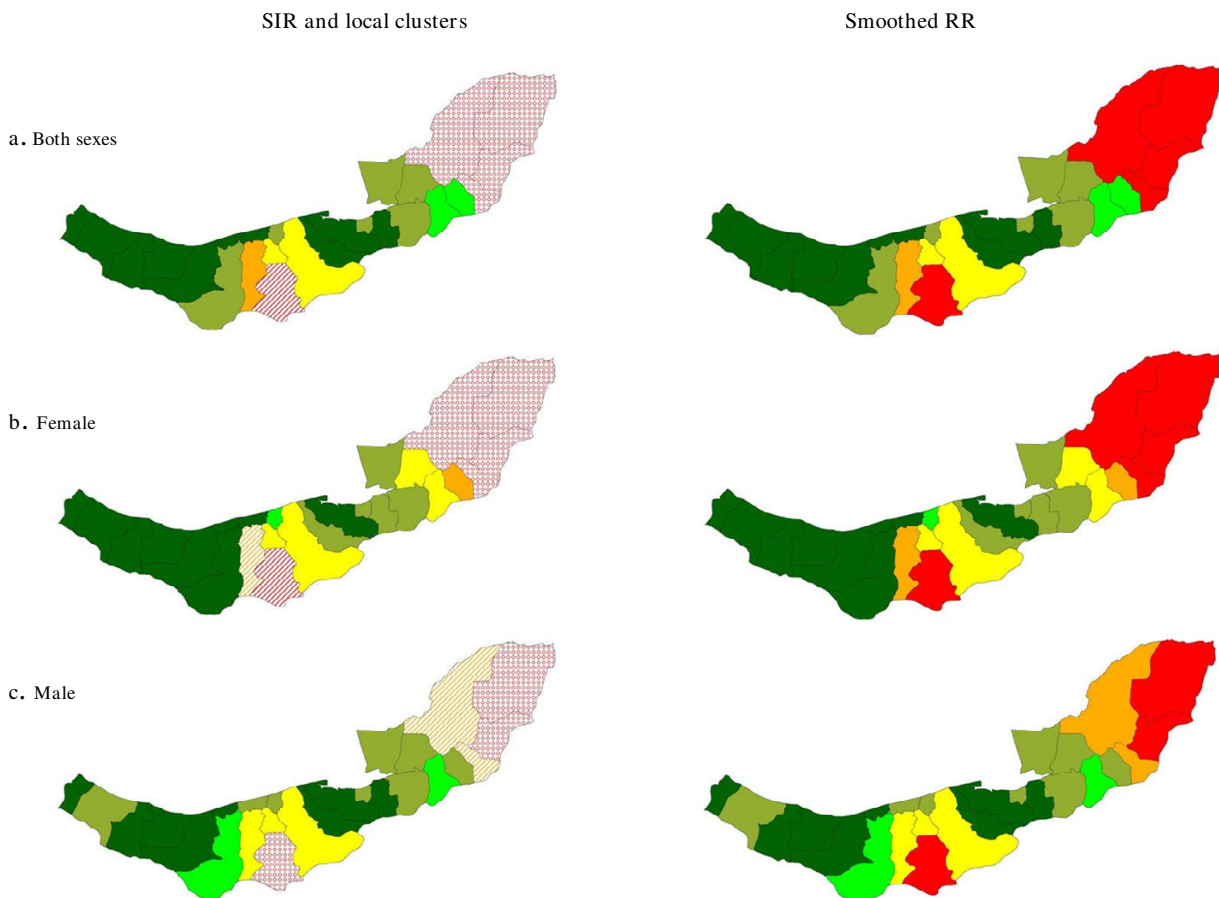 SIR and local clusters
Smoothed RR
a. Both sexes
b. Female
c. Male